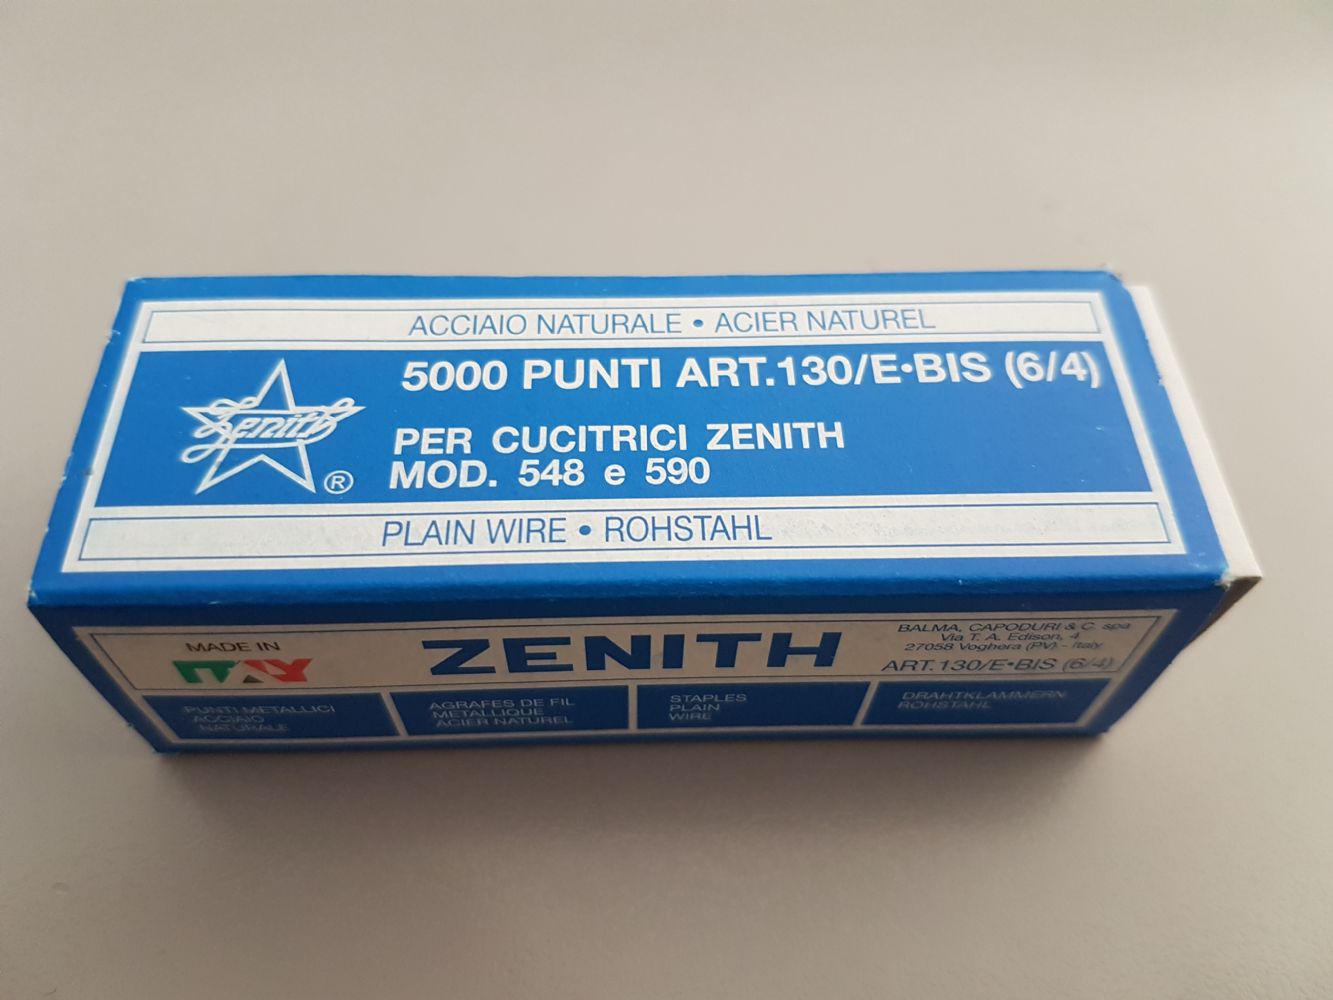 ACCIAIO NATURALE • ACIER NATUREL
Zenith
®
5000 PUNTI ART.130/E•BIS (6/4)
PER CUCITRICI ZENITH
MOD. 548 e 590
PLAIN WIRE • ROHSTAHL
MADE IN
ITALY
ZENITH
BALMA, CAPODURI & C. spa
Via T. A. Edison, 4
27058 Voghera (PV) - Italy
ART.130/E•BIS (6/4)
PUNTI METALLICI
ACCIAIO
NATURALE
AGRAFES DE FIL
METALLIQUE
ACIER NATUREL
STAPLES
PLAIN
WIRE
DRAHTKLAMMERN
ROHSTAHL